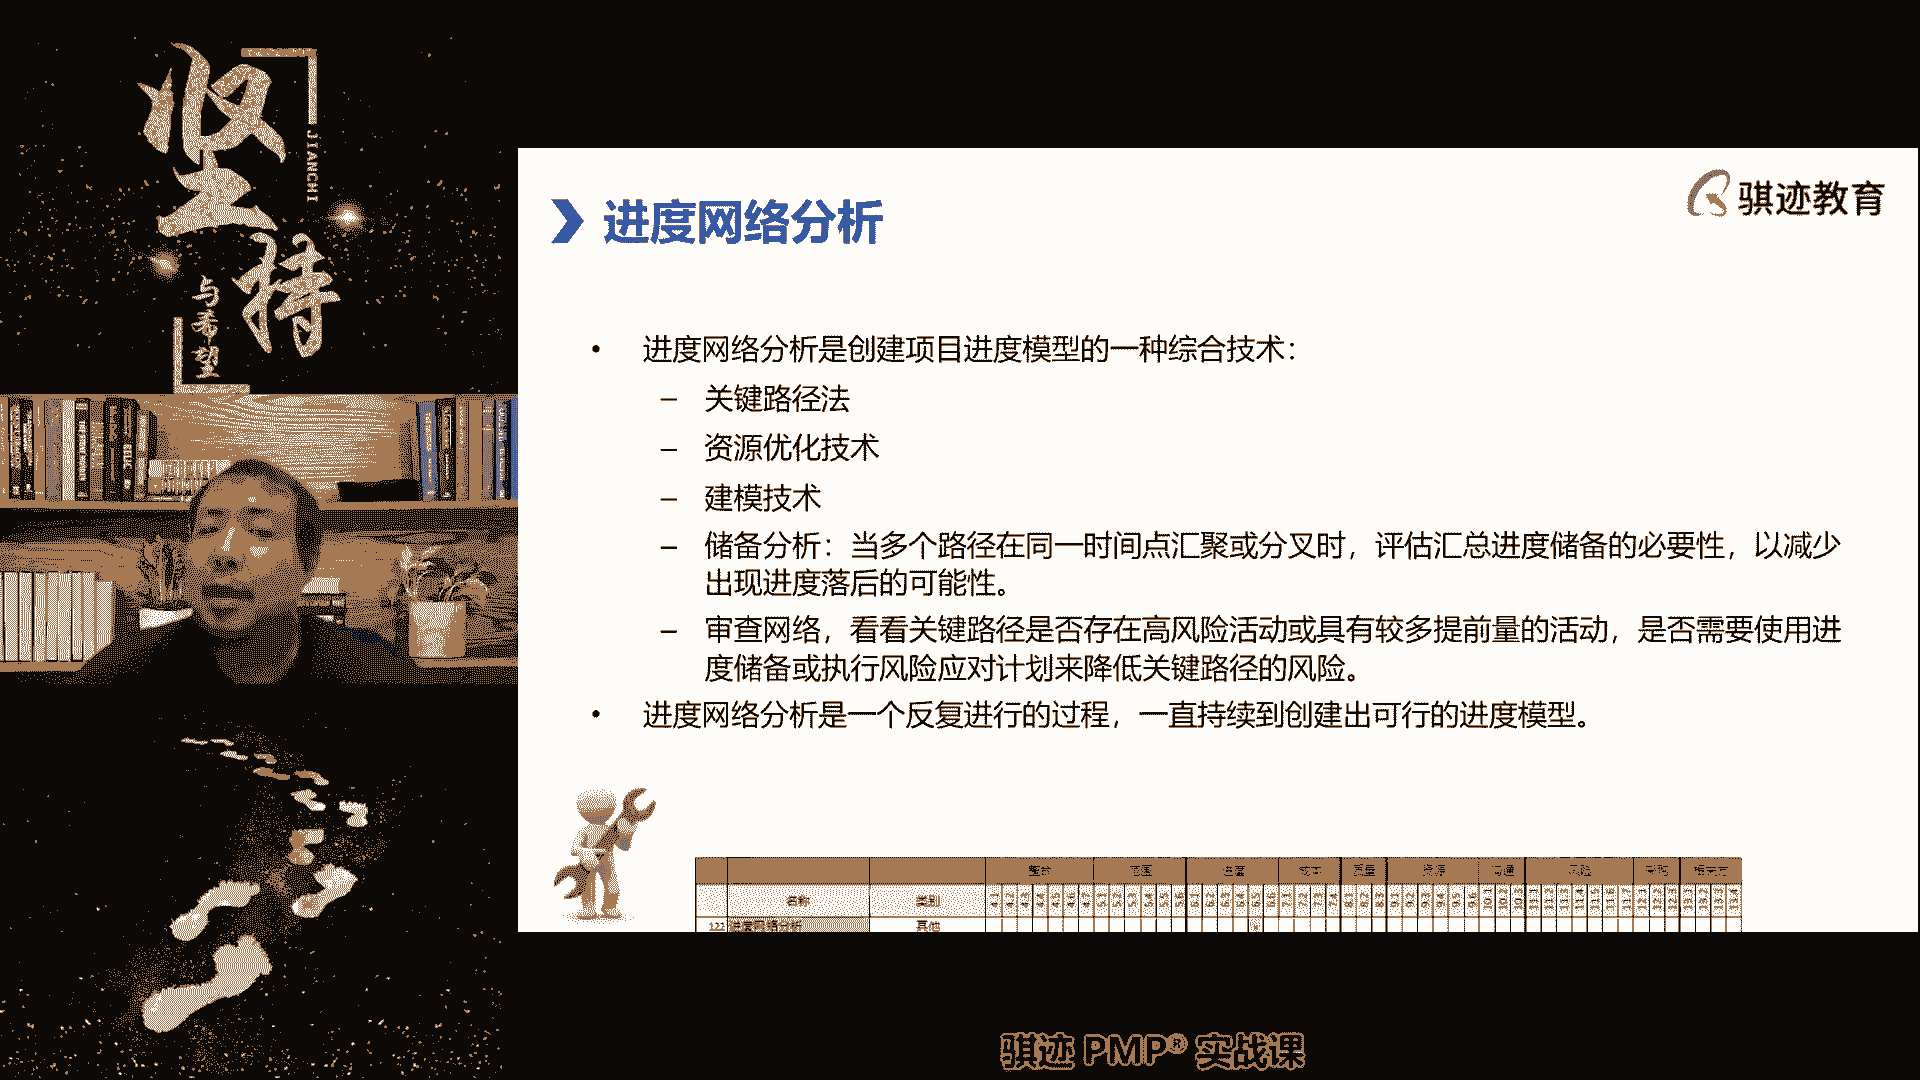 坚持
JIANCHI
与希望
骐迹教育
进度网络分析
• 进度网络分析是创建项目进度模型的一种综合技术：
– 关键路径法
– 资源优化技术
– 建模技术
– 储备分析：当多个路径在同一时间点汇聚或分叉时，评估汇总进度储备的必要性，以减少
出现进度落后的可能性。
– 审查网络，看看关键路径是否存在高风险活动或具有较多提前量的活动，是否需要使用进
度储备或执行风险应对计划来降低关键路径的风险。
• 进度网络分析是一个反复进行的过程，一直持续到创建出可行的进度模型。
整合 范围 进度 成本 质量 资源 沟通 风险 采购 相关方
名称 类别
122 进度网络分析 其他
骐迹 PMP® 实战课